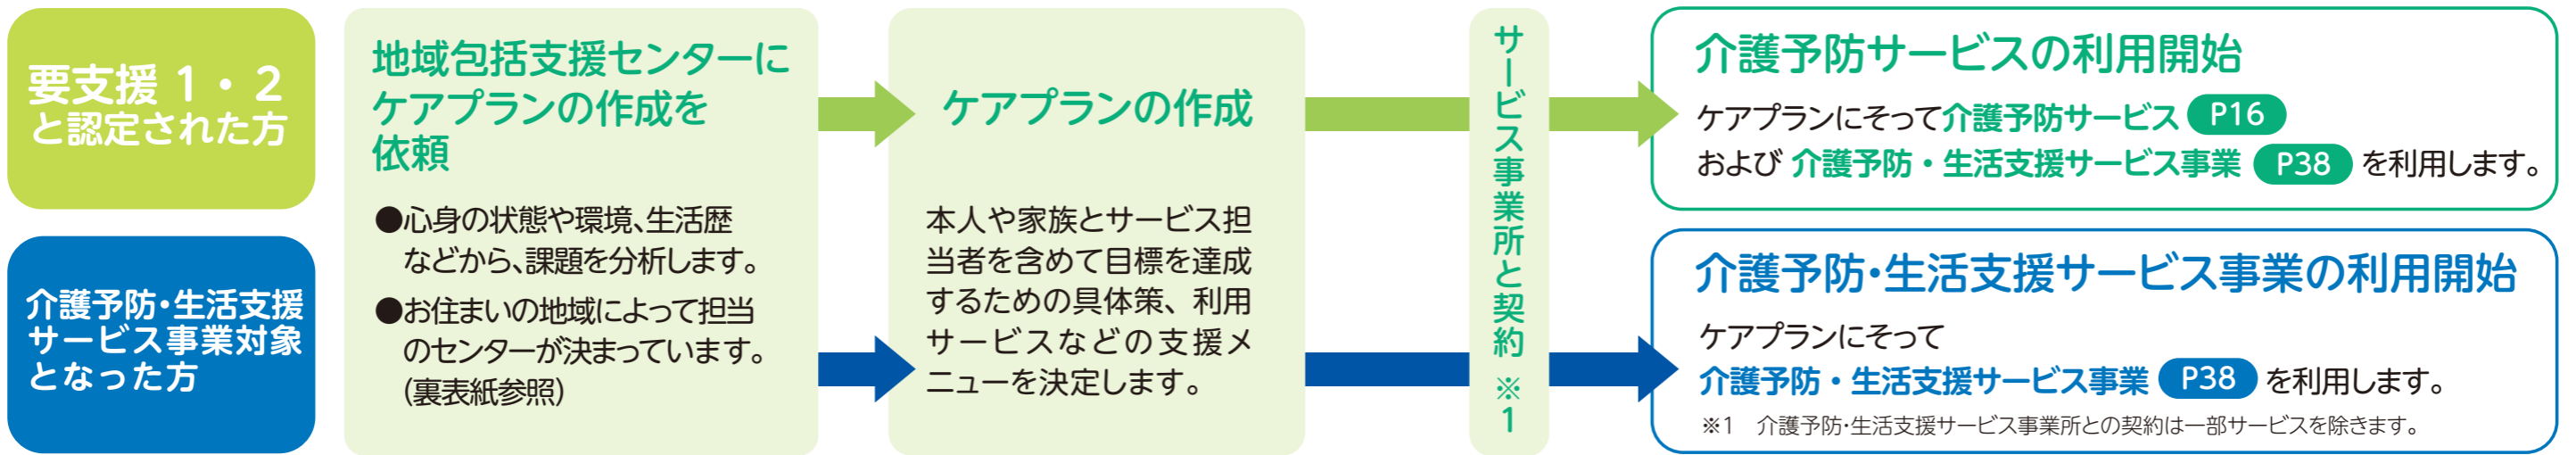 要支援 1・2
と認定された方
介護予防・生活支援
サービス事業対象
となった方
地域包括支援センターに
ケアプランの作成を
依頼
●心身の状態や環境、生活歴
などから、課題を分析します。
●お住まいの地域によって担当
のセンターが決まっています。
(裏表紙参照)
ケアプランの作成
本人や家族とサービス担
当者を含めて目標を達成
するための具体策、利用
サービスなどの支援メ
ニューを決定します。
サービス事業所と契約 ※1
介護予防サービスの利用開始
ケアプランにそって介護予防サービス P16
および 介護予防・生活支援サービス事業 P38 を利用します。
介護予防・生活支援サービス事業の利用開始
ケアプランにそって
介護予防・生活支援サービス事業 P38 を利用します。
※1 介護予防・生活支援サービス事業所との契約は一部サービスを除きます。